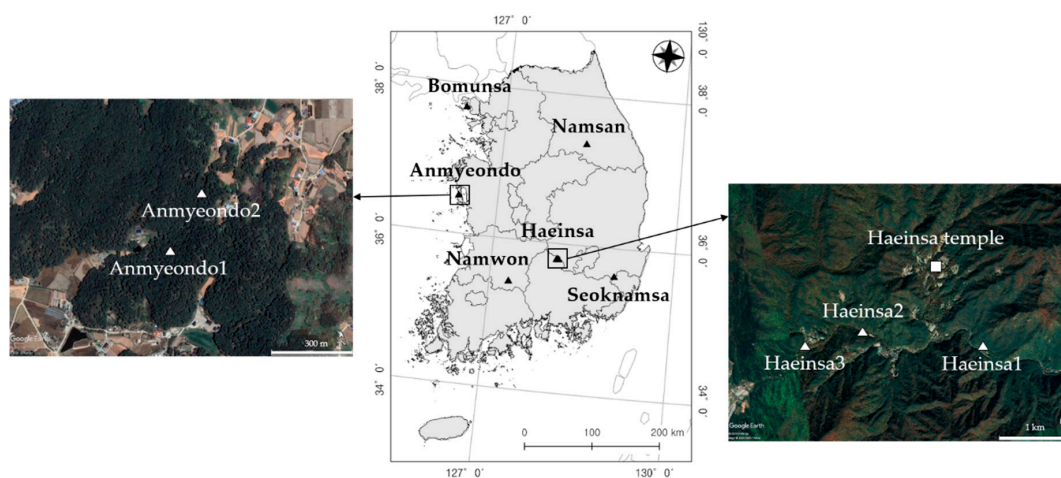 127° 0′
130° 0′
38° 0′
38° 0′
Bomunsa
Namsan
Anmyeondo
Haeinsa
36° 0′
36° 0′
Namwon
Seoknamsa
34° 0′
34° 0′
0 100 200 km
127° 0′
130° 0′
Anmyeondo2
Anmyeondo1
Google Earth
300 m
Haeinsa temple
Haeinsa2
Haeinsa3
Haeinsa1
Google Earth
1 km